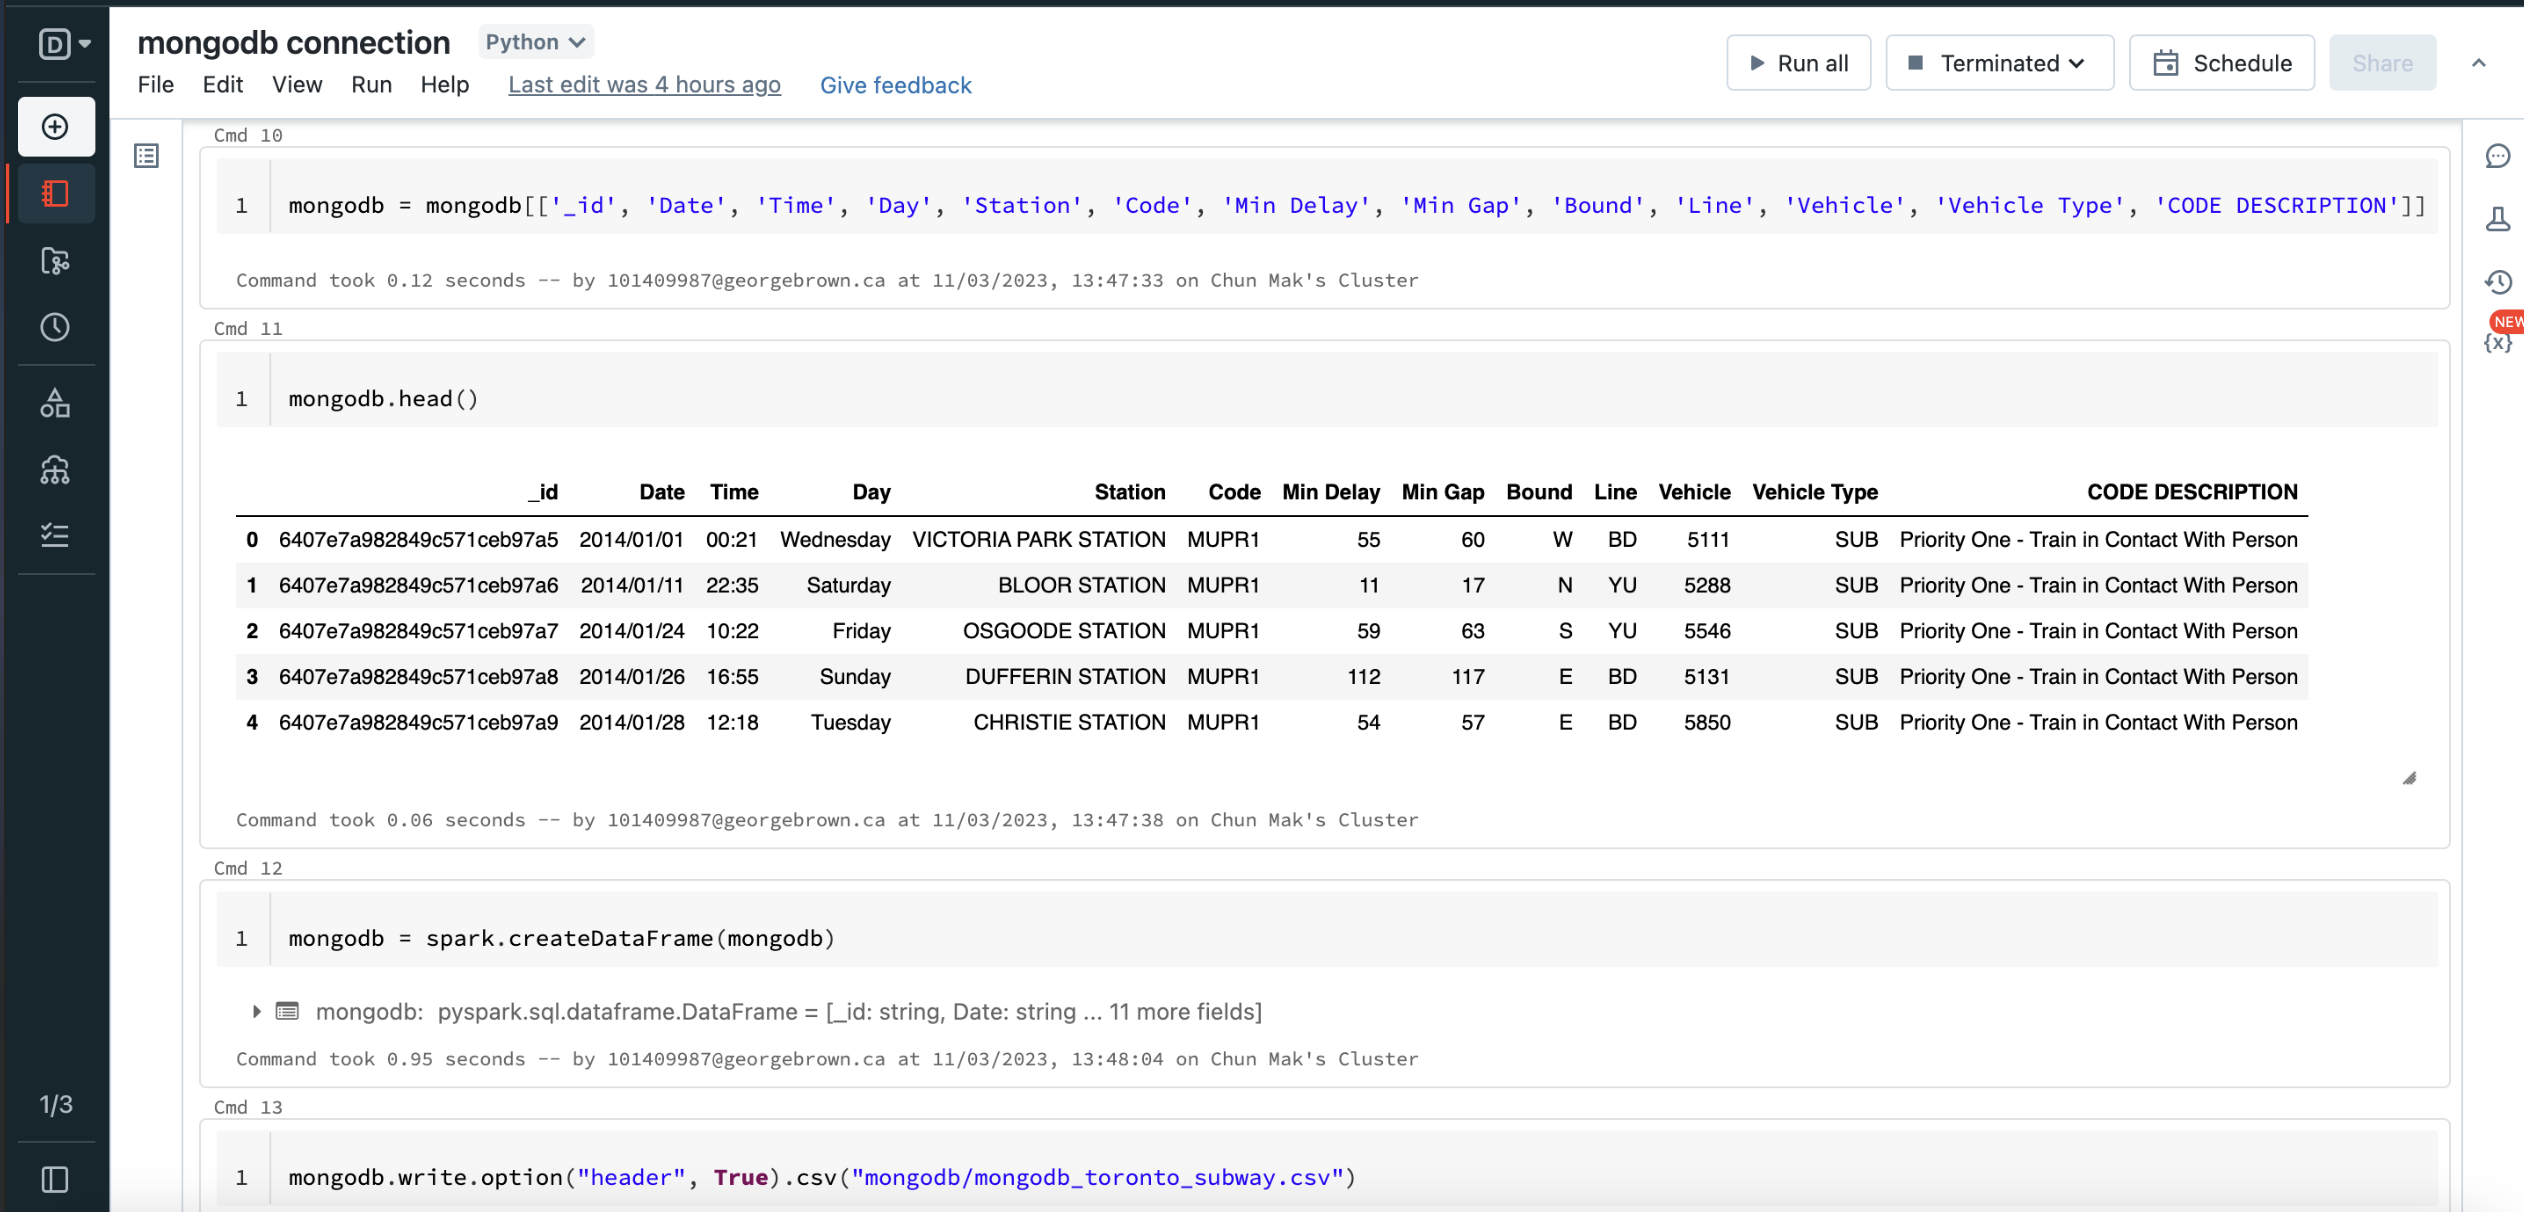 D
mongodb connection Python
File Edit View Run Help Last edit was 4 hours ago Give feedback
Run all Terminated Schedule Share
Cmd 10
1 mongodb = mongodb[['_id', 'Date', 'Time', 'Day', 'Station', 'Code', 'Min Delay', 'Min Gap', 'Bound', 'Line', 'Vehicle', 'Vehicle Type', 'CODE DESCRIPTION']]
Command took 0.12 seconds -- by 101409987@georgebrown.ca at 11/03/2023, 13:47:33 on Chun Mak's Cluster
NEW
{x}
Cmd 11
1 mongodb.head()
_id Date Time Day Station Code Min Delay Min Gap Bound Line Vehicle Vehicle Type CODE DESCRIPTION
0 6407e7a982849c571ceb97a5 2014/01/01 00:21 Wednesday VICTORIA PARK STATION MUPR1 55 60 W BD 5111 SUB Priority One - Train in Contact With Person
1 6407e7a982849c571ceb97a6 2014/01/11 22:35 Saturday BLOOR STATION MUPR1 11 17 N YU 5288 SUB Priority One - Train in Contact With Person
2 6407e7a982849c571ceb97a7 2014/01/24 10:22 Friday OSGOODE STATION MUPR1 59 63 S YU 5546 SUB Priority One - Train in Contact With Person
3 6407e7a982849c571ceb97a8 2014/01/26 16:55 Sunday DUFFERIN STATION MUPR1 112 117 E BD 5131 SUB Priority One - Train in Contact With Person
4 6407e7a982849c571ceb97a9 2014/01/28 12:18 Tuesday CHRISTIE STATION MUPR1 54 57 E BD 5850 SUB Priority One - Train in Contact With Person
Command took 0.06 seconds -- by 101409987@georgebrown.ca at 11/03/2023, 13:47:38 on Chun Mak's Cluster
Cmd 12
1 mongodb = spark.createDataFrame(mongodb)
mongodb: pyspark.sql.dataframe.DataFrame = [_id: string, Date: string ... 11 more fields]
Command took 0.95 seconds -- by 101409987@georgebrown.ca at 11/03/2023, 13:48:04 on Chun Mak's Cluster
1/3
Cmd 13
1 mongodb.write.option("header", True).csv("mongodb/mongodb_toronto_subway.csv")